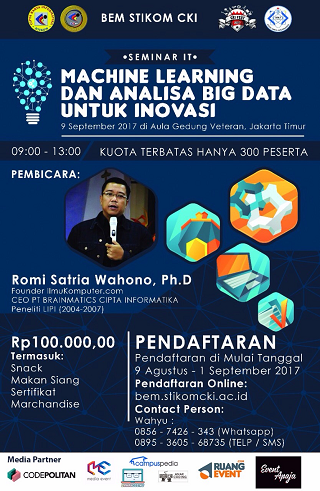 BEM STIKOM CKI
•SEMINAR IT•
MACHINE LEARNING
DAN ANALISA BIG DATA
UNTUK INOVASI
9 September 2017 di Aula Gedung Veteran, Jakarta Timur
09:00 - 13:00 / KUOTA TERBATAS HANYA 300 PESERTA
PEMBICARA:
Romi Satria Wahono, Ph.D
Founder IlmuKomputer.com
CEO PT BRAINMATICS CIPTA INFORMATIKA
Peneliti LIPI (2004-2007)
Rp100.000,00
Termasuk:
Snack
Makan Siang
Sertifikat
Marchandise
PENDAFTARAN
Pendaftaran di Mulai Tanggal
9 Agustus - 1 September 2017
Pendaftaran Online:
bem.stikomcki.ac.id
Contact Person:
Wahyu :
0856 - 7426 - 343 (Whatsapp)
0895 - 3605 - 68735 (TELP / SMS)
Media Partner
CODEPOLITAN
media event
campuspedia
RUANG
EVENT
Event
Apaja